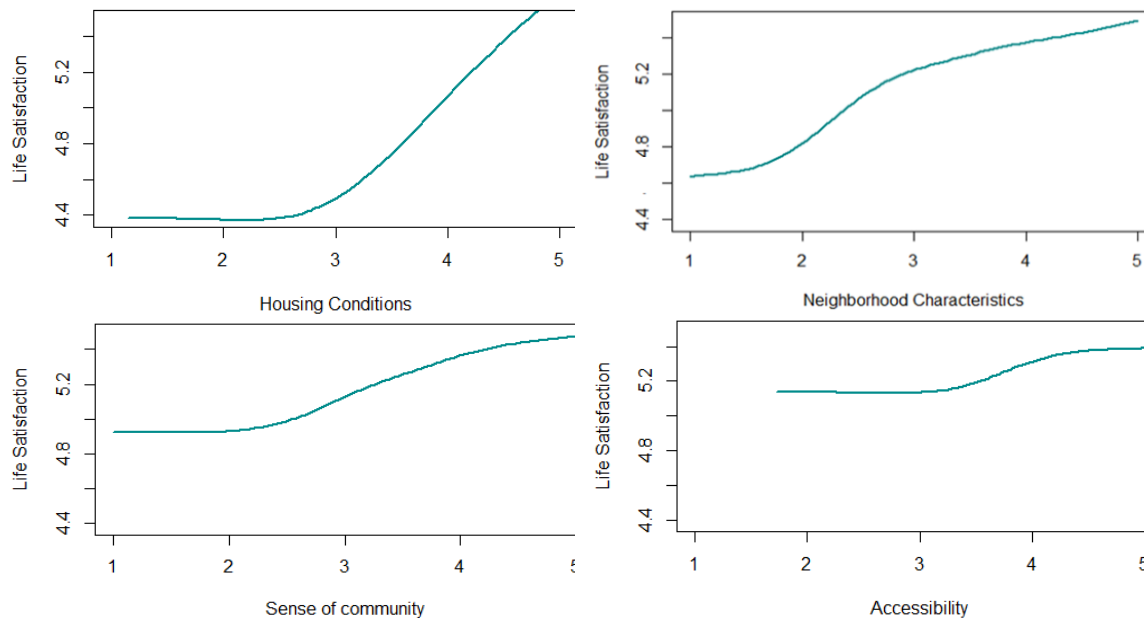 Life Satisfaction
5.2
4.8
4.4
1 2 3 4 5
Housing Conditions
Life Satisfaction
5.2
4.8
4.4
1 2 3 4 5
Neighborhood Characteristics
Life Satisfaction
5.2
4.8
4.4
1 2 3 4 5
Sense of community
Life Satisfaction
5.2
4.8
4.4
1 2 3 4 5
Accessibility